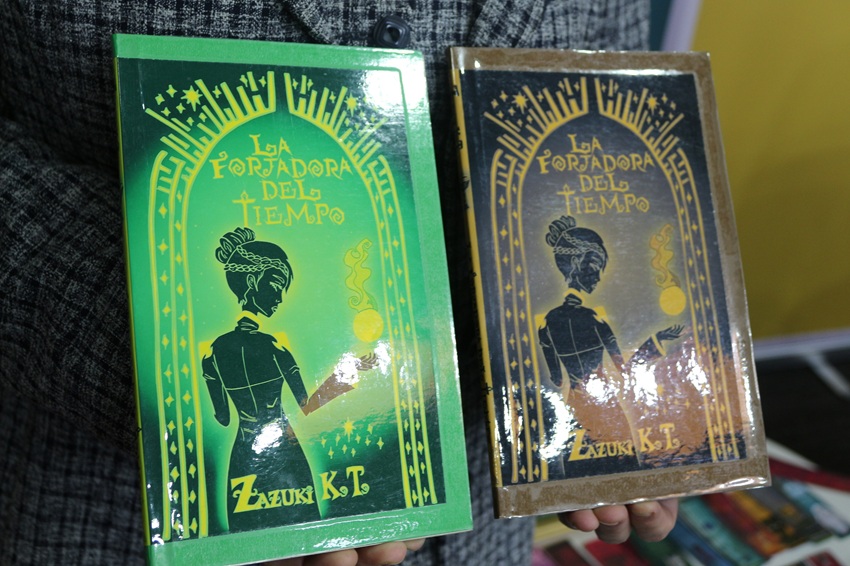 LA
FORJADORA
DEL
TIEMPO
ZAZUKI K.T.
LA
FORJADORA
DEL
TIEMPO
ZAZUKI K.T.